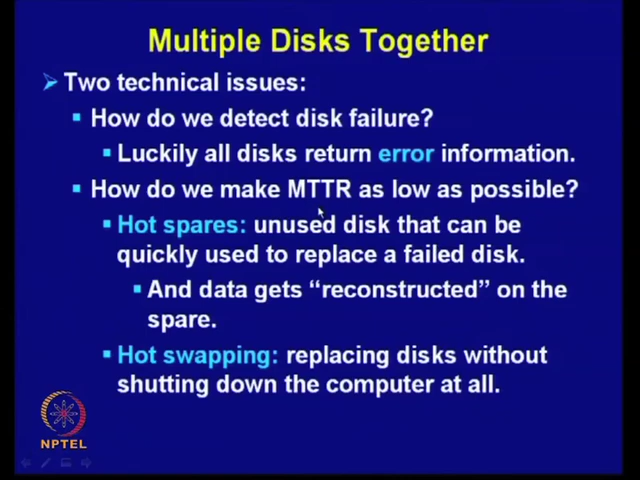 Multiple Disks Together
Two technical issues:
How do we detect disk failure?
Luckily all disks return error information.
How do we make MTTR as low as possible?
Hot spares: unused disk that can be
quickly used to replace a failed disk.
And data gets “reconstructed” on the
spare.
Hot swapping: replacing disks without
shutting down the computer at all.
NPTEL